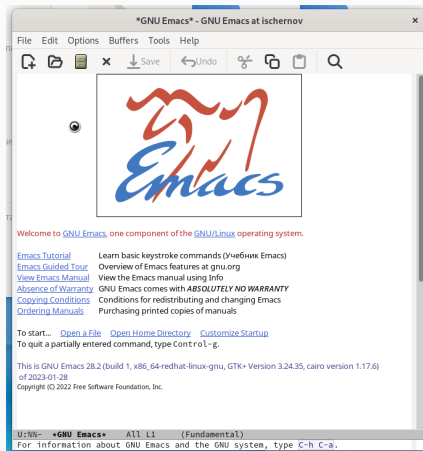 *GNU Emacs* - GNU Emacs at ischernov
File Edit Options Buffers Tools Help
Save Undo
Emacs
Welcome to GNU Emacs, one component of the GNU/Linux operating system.
Emacs Tutorial Learn basic keystroke commands (Учебник Emacs)
Emacs Guided Tour Overview of Emacs features at gnu.org
View Emacs Manual View the Emacs manual using Info
Absence of Warranty GNU Emacs comes with ABSOLUTELY NO WARRANTY
Copying Conditions Conditions for redistributing and changing Emacs
Ordering Manuals Purchasing printed copies of manuals
To start... Open a File Open Home Directory Customize Startup
To quit a partially entered command, type Control-g.
This is GNU Emacs 28.2 (build 1, x86_64-redhat-linux-gnu, GTK+ Version 3.24.35, cairo version 1.17.6)
of 2023-01-28
Copyright (C) 2022 Free Software Foundation, Inc.
U:%%- *GNU Emacs* All L1 (Fundamental)
For information about GNU Emacs and the GNU system, type C-h C-a.